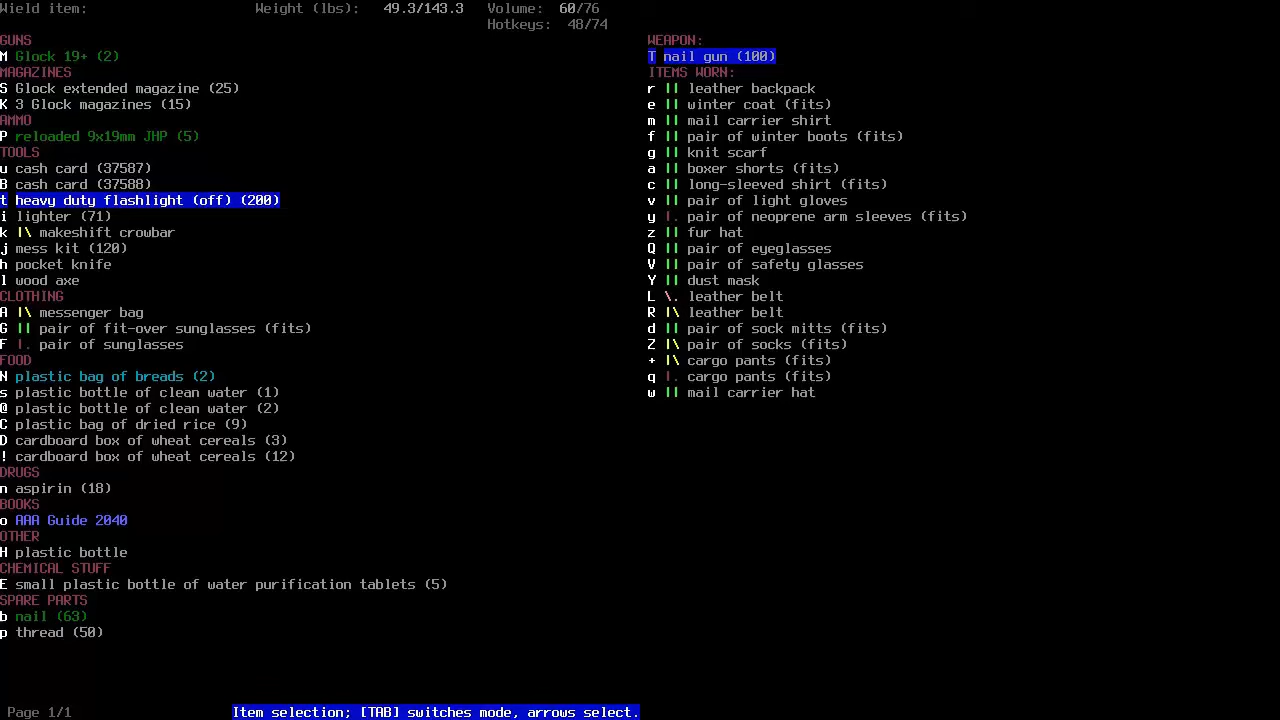 Wield item: Weight (lbs): 49.3/143.3 Volume: 60/76
Hotkeys: 48/74
GUNS
M Glock 19+ (2)
MAGAZINES
S Glock extended magazine (25)
K 3 Glock magazines (15)
AMMO
P reloaded 9x19mm JHP (5)
TOOLS
u cash card (37587)
B cash card (37588)
t heavy duty flashlight (off) (200)
i lighter (71)
k |\ makeshift crowbar
j mess kit (120)
h pocket knife
l wood axe
CLOTHING
A |\ messenger bag
G || pair of fit-over sunglasses (fits)
F |. pair of sunglasses
FOOD
N plastic bag of breads (2)
s plastic bottle of clean water (1)
@ plastic bottle of clean water (2)
C plastic bag of dried rice (9)
D cardboard box of wheat cereals (3)
! cardboard box of wheat cereals (12)
DRUGS
n aspirin (18)
BOOKS
o AAA Guide 2040
OTHER
H plastic bottle
CHEMICAL STUFF
E small plastic bottle of water purification tablets (5)
SPARE PARTS
b nail (63)
p thread (50)
WEAPON:
T nail gun (100)
ITEMS WORN:
r || leather backpack
e || winter coat (fits)
m || mail carrier shirt
f || pair of winter boots (fits)
g || knit scarf
a || boxer shorts (fits)
c || long-sleeved shirt (fits)
v || pair of light gloves
y |. pair of neoprene arm sleeves (fits)
z || fur hat
Q || pair of eyeglasses
V || pair of safety glasses
Y || dust mask
L \. leather belt
R |\ leather belt
d || pair of sock mitts (fits)
Z |\ pair of socks (fits)
+ |\ cargo pants (fits)
q |. cargo pants (fits)
w || mail carrier hat
Page 1/1 Item selection; [TAB] switches mode, arrows select.